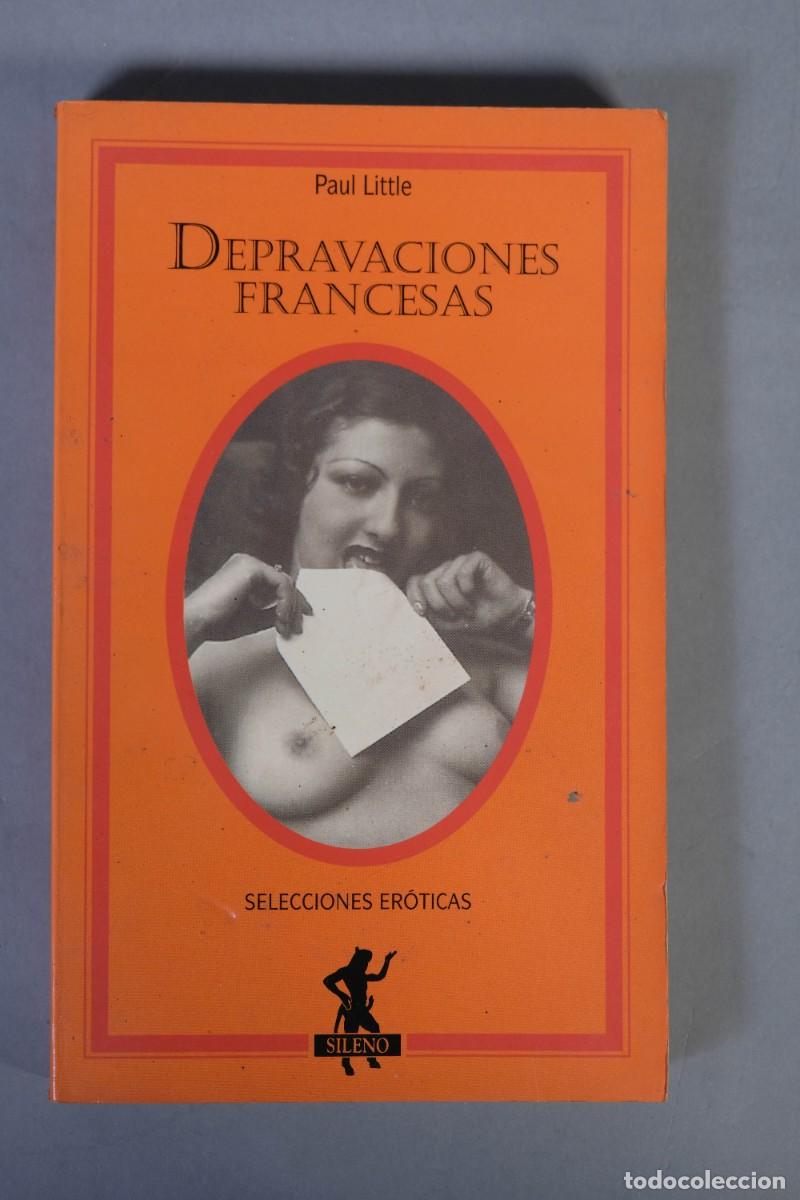 Paul Little
DEPRAVACIONES
FRANCESAS
SELECCIONES ERÓTICAS
SILENO
todocoleccion